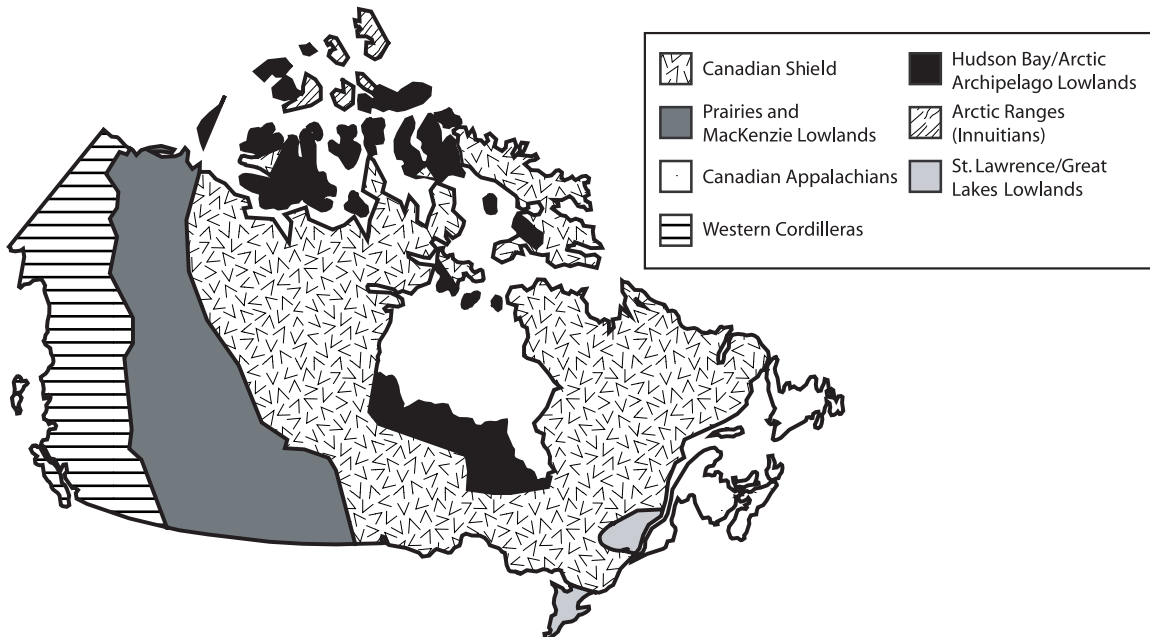 Canadian Shield
Prairies and
MacKenzie Lowlands
Canadian Appalachians
Western Cordilleras
Hudson Bay/Arctic
Archipelago Lowlands
Arctic Ranges
(Innuitians)
St. Lawrence/Great
Lakes Lowlands